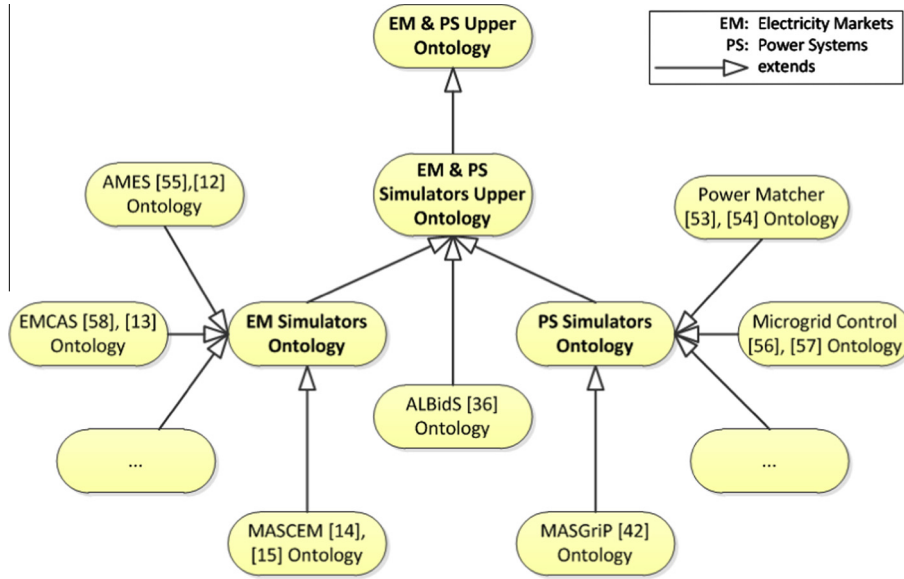 EM & PS Upper
Ontology
EM: Electricity Markets
PS: Power Systems
extends
EM & PS
Simulators Upper
Ontology
AMES [55],[12]
Ontology
Power Matcher
[53], [54] Ontology
EMCAS [58], [13]
Ontology
EM Simulators
Ontology
PS Simulators
Ontology
Microgrid Control
[56], [57] Ontology
ALBidS [36]
Ontology
...
...
MASCEM [14],
[15] Ontology
MASGriP [42]
Ontology